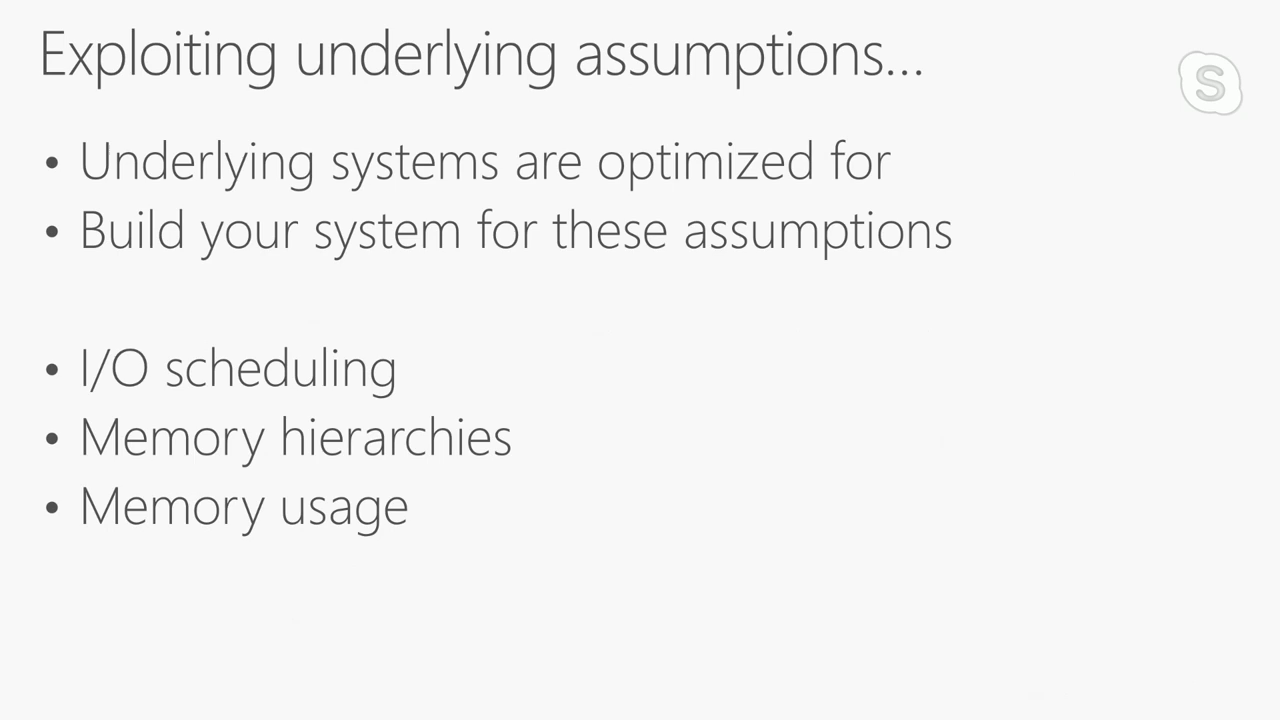 Exploiting underlying assumptions...
• Underlying systems are optimized for
• Build your system for these assumptions
• I/O scheduling
• Memory hierarchies
• Memory usage
S